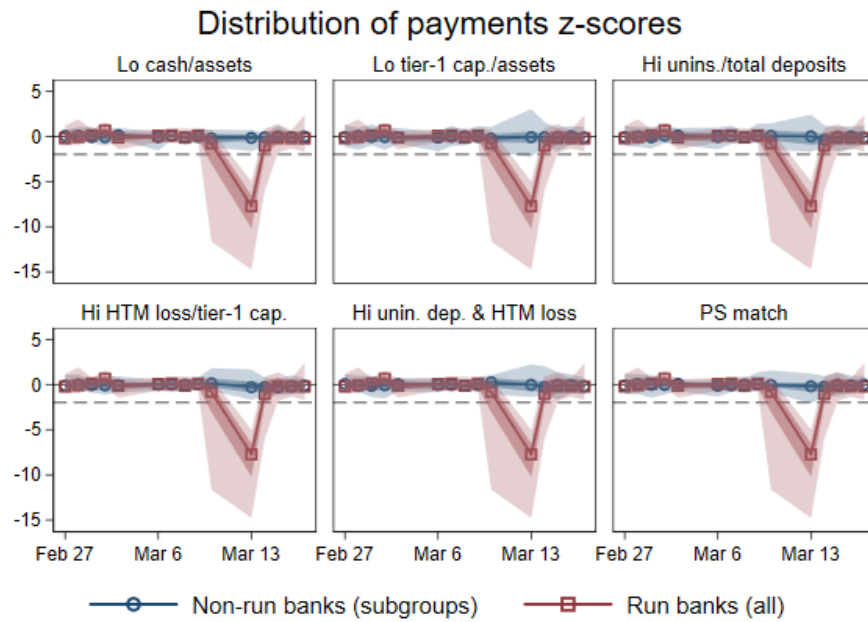 Distribution of payments z-scores
Lo cash/assets
Lo tier-1 cap./assets
Hi unins./total deposits
5
0
-5
-10
-15
Hi HTM loss/tier-1 cap.
Hi unin. dep. & HTM loss
PS match
5
0
-5
-10
-15
Feb 27 Mar 6 Mar 13
Feb 27 Mar 6 Mar 13
Feb 27 Mar 6 Mar 13
Non-run banks (subgroups)
Run banks (all)